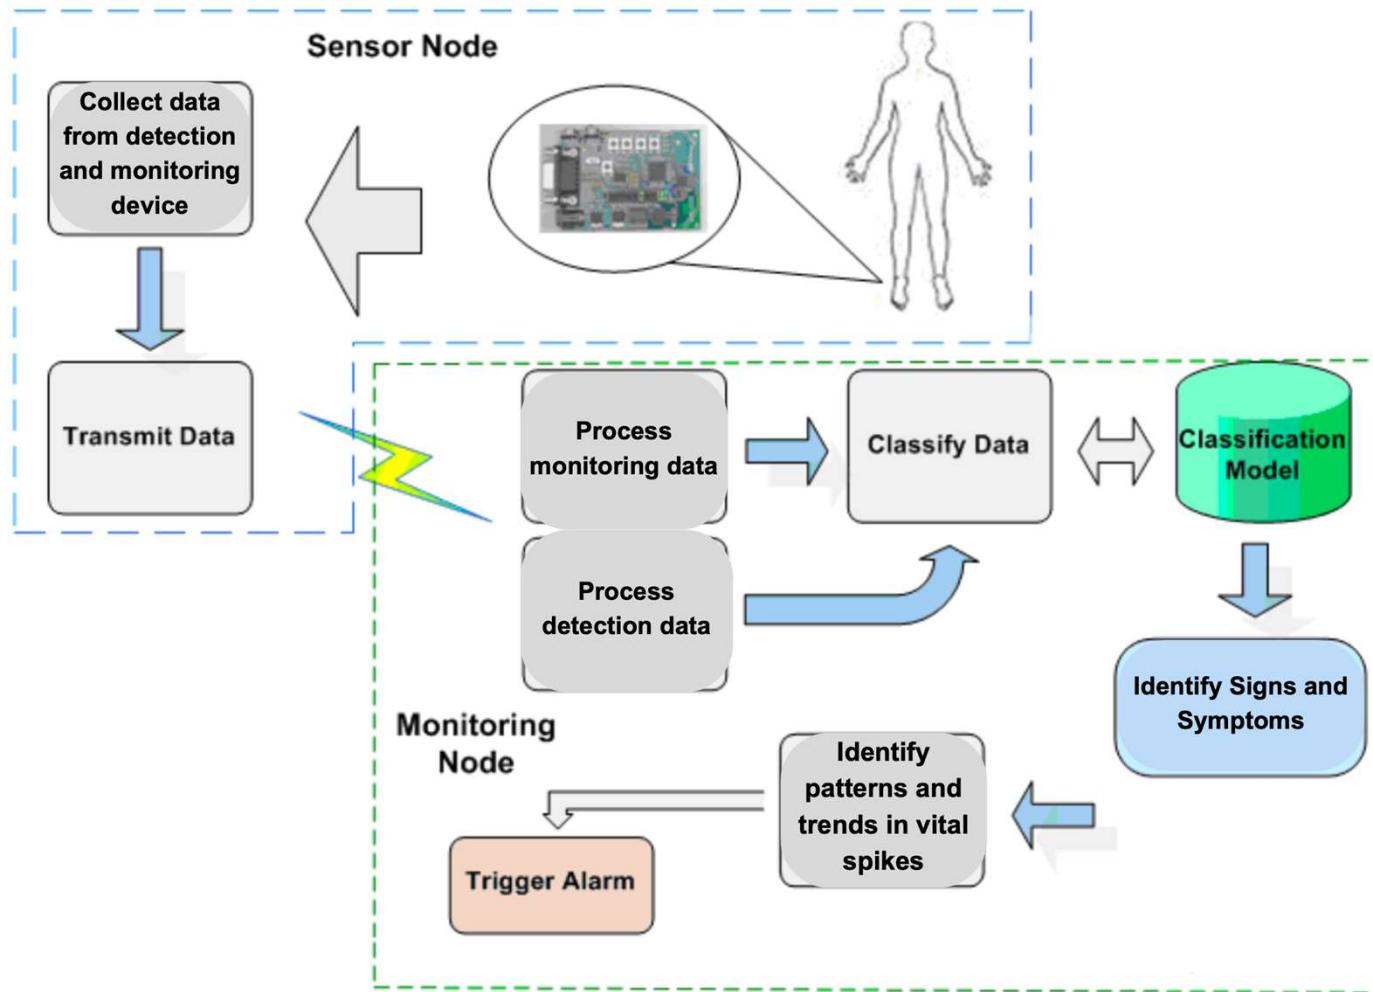 Sensor Node
Collect data
from detection
and monitoring
device
Transmit Data
Process
monitoring data
Classify Data
Classification
Model
Process
detection data
Identify Signs and
Symptoms
Monitoring
Node
Identify
patterns and
trends in vital
spikes
Trigger Alarm